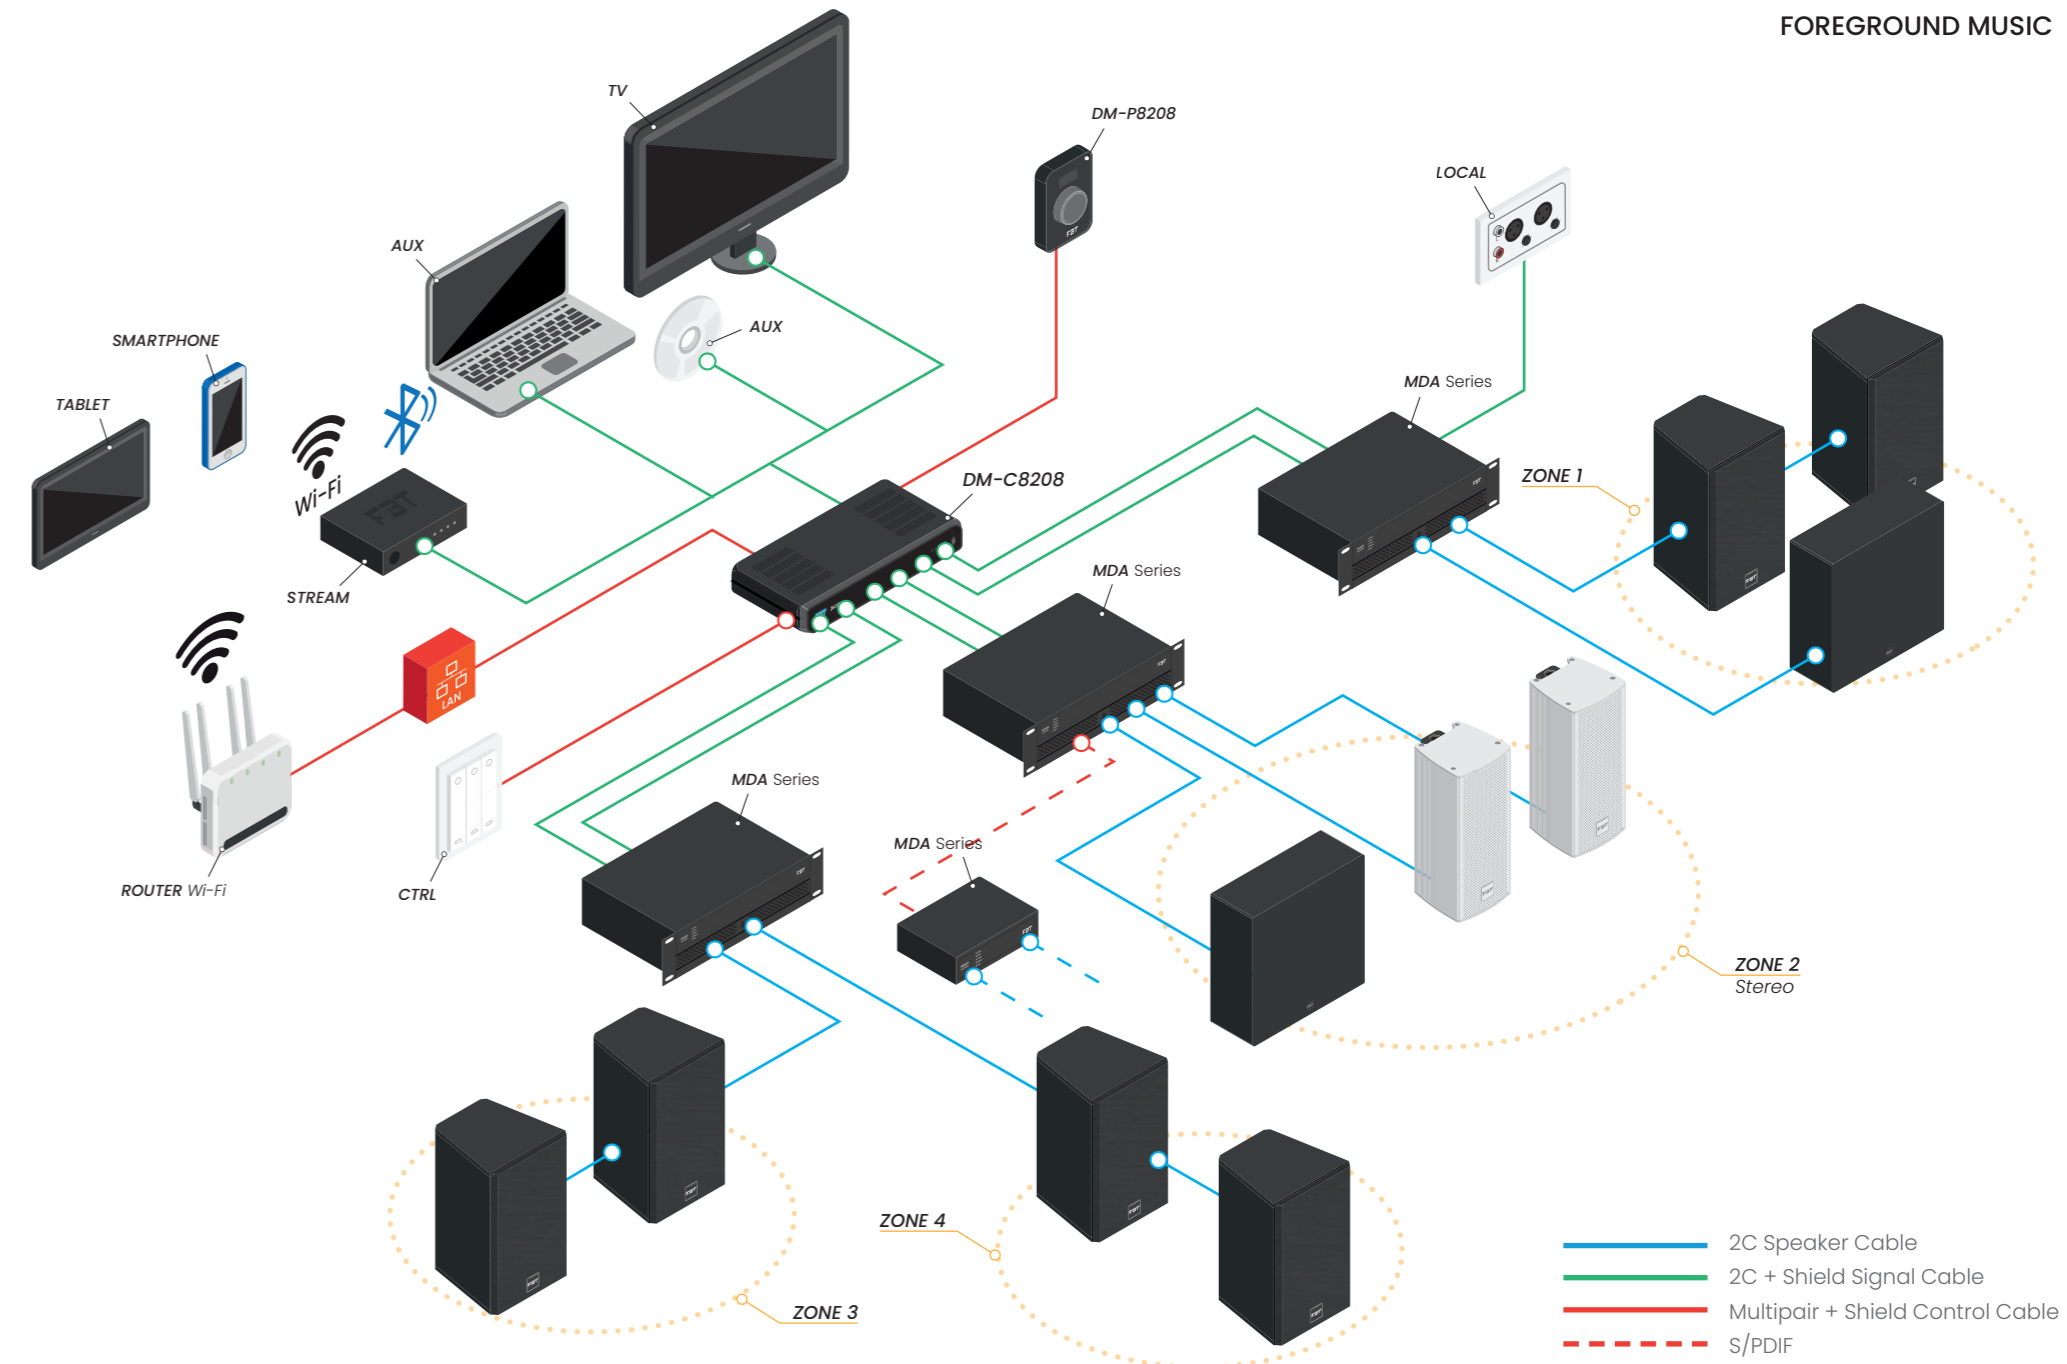 FOREGROUND MUSIC
TV
DM-P8208
LOCAL
AUX
AUX
SMARTPHONE
TABLET
Wi-Fi
FBT
STREAM
DM-C8208
MDA Series
ZONE 1
MDA Series
LAN
ROUTER Wi-Fi
CTRL
MDA Series
MDA Series
ZONE 2
Stereo
ZONE 3
ZONE 4
2C Speaker Cable
2C + Shield Signal Cable
Multipair + Shield Control Cable
S/PDIF